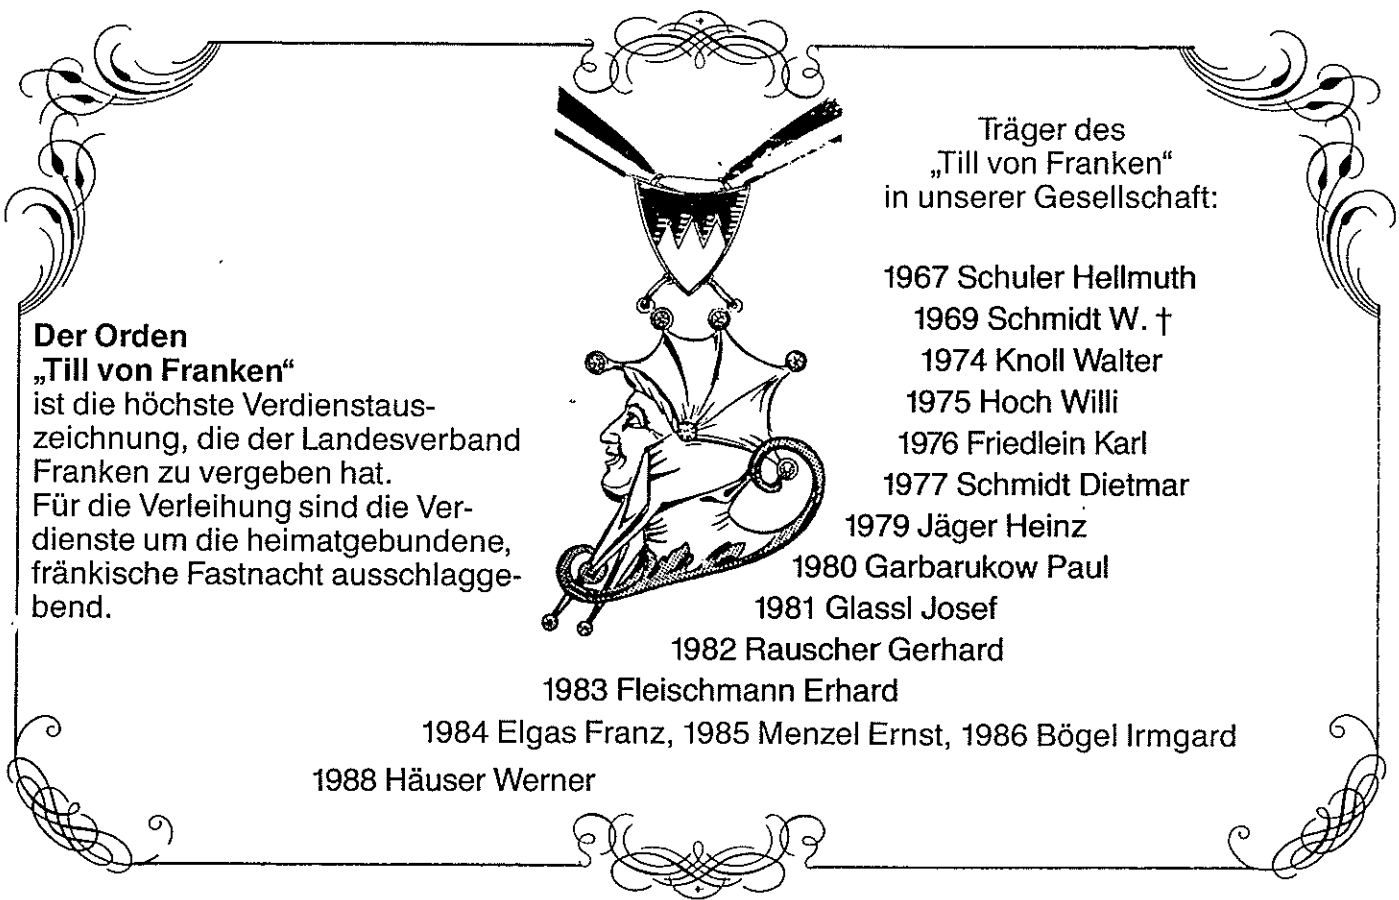 Der Orden
„Till von Franken“
ist die höchste Verdienstaus-
zeichnung, die der Landesverband
Franken zu vergeben hat.
Für die Verleihung sind die Ver-
dienste um die heimatgebundene,
fränkische Fastnacht ausschlagge-
bend.
Träger des
„Till von Franken“
in unserer Gesellschaft:
1967 Schuler Hellmuth
1969 Schmidt W. †
1974 Knoll Walter
1975 Hoch Willi
1976 Friedlein Karl
1977 Schmidt Dietmar
1979 Jäger Heinz
1980 Garbarukow Paul
1981 Glassl Josef
1982 Rauscher Gerhard
1983 Fleischmann Erhard
1984 Elgas Franz, 1985 Menzel Ernst, 1986 Bögel Irmgard
1988 Häuser Werner